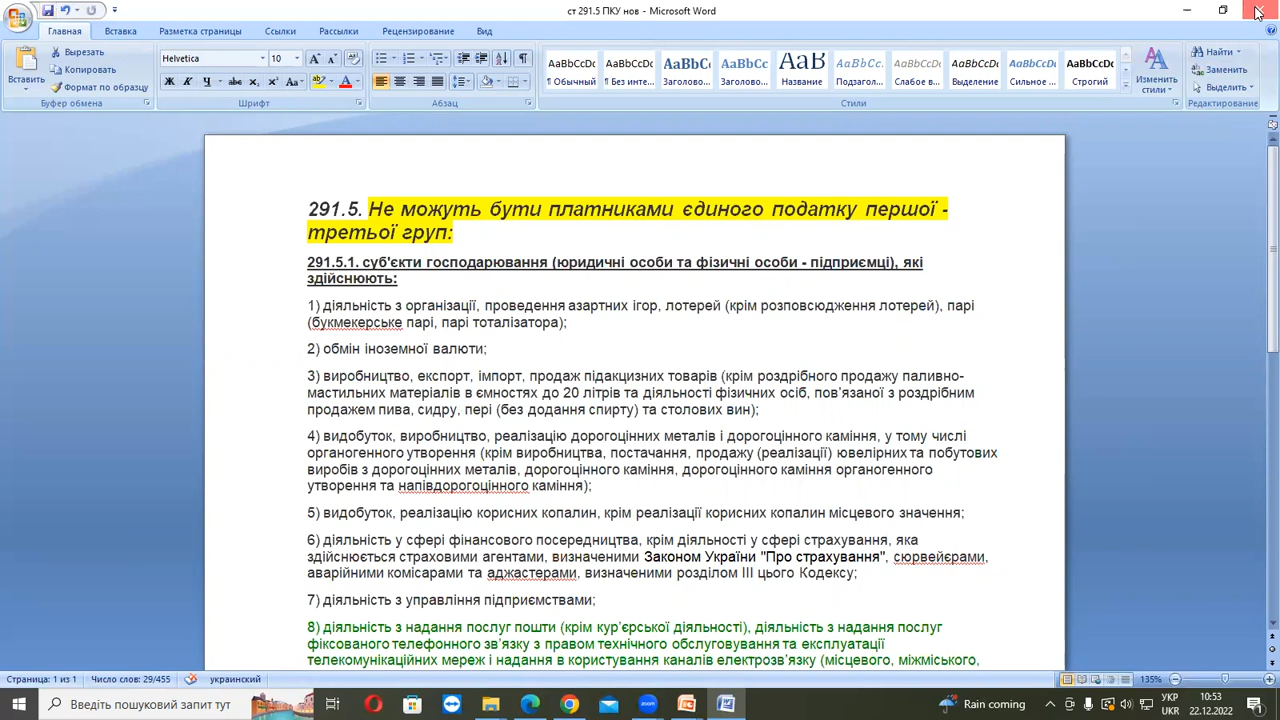 ст 291.5 ПКУ нов - Microsoft Word
Главная Вставка Разметка страницы Ссылки Рассылки Рецензирование Вид
Вставить
Вырезать
Копировать
Формат по образцу
Буфер обмена
Helvetica 10
Шрифт
Абзац
AaBbCcDc AaBbCcDc AaBbCc AaBbCc АаВ AaBbCc. AaBbCcDc AaBbCcDc AaBbCcDc AaBbCcDc
¶ Обычный ¶ Без инте... Заголово... Заголово... Название Подзагол... Слабое в... Выделение Сильное ... Строгий
Стили
Изменить стили
Найти
Заменить
Выделить
Редактирование
291.5. Не можуть бути платниками єдиного податку першої -
третьої груп:
291.5.1. суб'єкти господарювання (юридичні особи та фізичні особи - підприємці), які
здійснюють:
1) діяльність з організації, проведення азартних ігор, лотерей (крім розповсюдження лотерей), парі
(букмекерське парі, парі тоталізатора);
2) обмін іноземної валюти;
3) виробництво, експорт, імпорт, продаж підакцизних товарів (крім роздрібного продажу паливно-
мастильних матеріалів в ємностях до 20 літрів та діяльності фізичних осіб, пов'язаної з роздрібним
продажем пива, сидру, пері (без додання спирту) та столових вин);
4) видобуток, виробництво, реалізацію дорогоцінних металів і дорогоцінного каміння, у тому числі
органогенного утворення (крім виробництва, постачання, продажу (реалізації) ювелірних та побутових
виробів з дорогоцінних металів, дорогоцінного каміння, дорогоцінного каміння органогенного
утворення та напівдорогоцінного каміння);
5) видобуток, реалізацію корисних копалин, крім реалізації корисних копалин місцевого значення;
6) діяльність у сфері фінансового посередництва, крім діяльності у сфері страхування, яка
здійснюється страховими агентами, визначеними Законом України "Про страхування", сюрвейєрами,
аварійними комісарами та аджастерами, визначеними розділом III цього Кодексу;
7) діяльність з управління підприємствами;
8) діяльність з надання послуг пошти (крім кур'єрської діяльності), діяльність з надання послуг
фіксованого телефонного зв'язку з правом технічного обслуговування та експлуатації
телекомунікаційних мереж і надання в користування каналів електрозв'язку (місцевого, міжміського,
Страница: 1 из 1 Число слов: 29/455 украинский 135%
Введіть пошуковий запит тут
Rain coming
УКР
UKR
10:53
22.12.2022
1